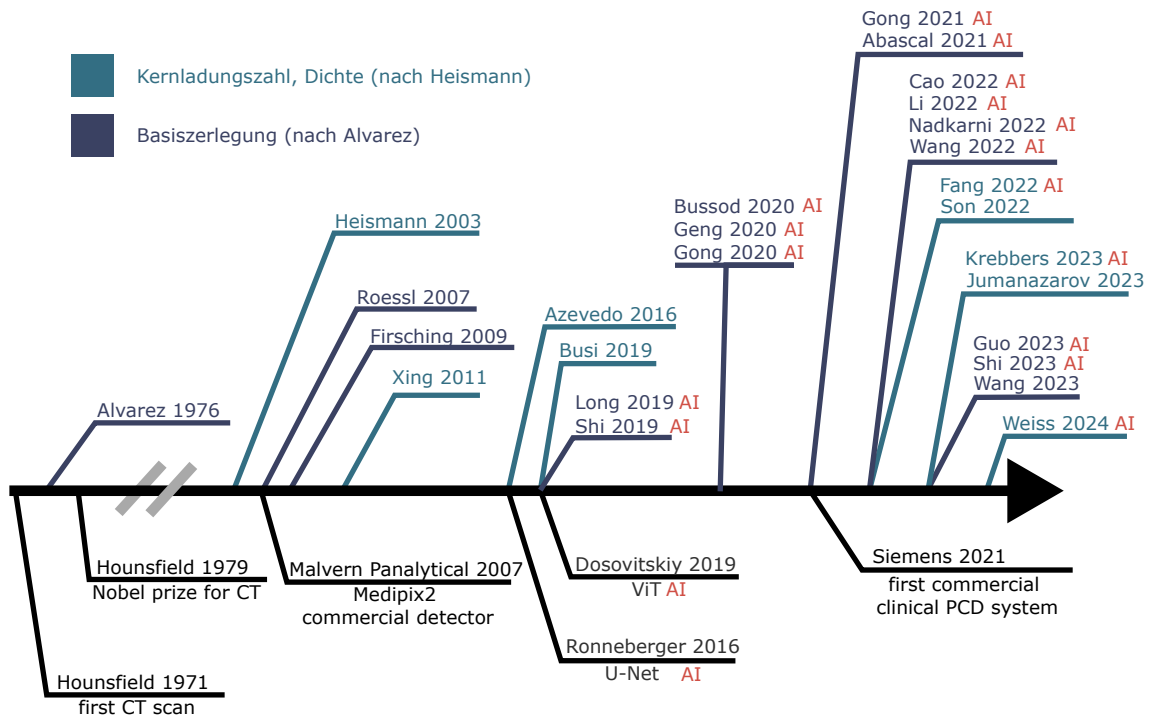 Gong 2021 AI
Abascal 2021 AI
Kernladungszahl, Dichte (nach Heismann)
Basiszerlegung (nach Alvarez)
Cao 2022 AI
Li 2022 AI
Nadkarni 2022 AI
Wang 2022 AI
Fang 2022 AI
Son 2022
Bussod 2020 AI
Geng 2020 AI
Gong 2020 AI
Heismann 2003
Krebbers 2023 AI
Jumanazarov 2023
Roessl 2007
Firsching 2009
Xing 2011
Azevedo 2016
Busi 2019
Long 2019 AI
Shi 2019 AI
Guo 2023 AI
Shi 2023 AI
Wang 2023
Weiss 2024 AI
Alvarez 1976
Hounsfield 1979
Nobel prize for CT
Malvern Panalytical 2007
Medipix2
commercial detector
Dosovitskiy 2019
ViT AI
Siemens 2021
first commercial
clinical PCD system
Ronneberger 2016
U-Net AI
Hounsfield 1971
first CT scan